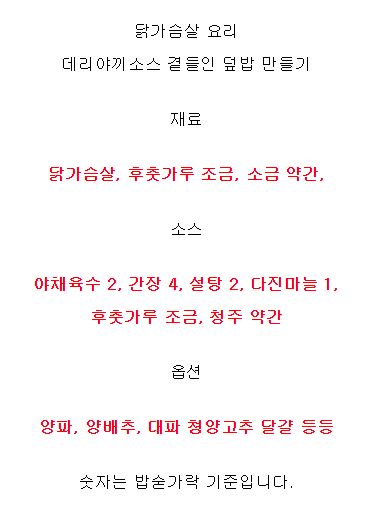 닭가슴살 요리
데리야끼소스 곁들인 덮밥 만들기
재료
닭가슴살, 후춧가루 조금, 소금 약간,
소스
야채육수 2, 간장 4, 설탕 2, 다진마늘 1,
후춧가루 조금, 청주 약간
옵션
양파, 양배추, 대파 청양고추 달걀 등등
숫자는 밥숟가락 기준입니다.